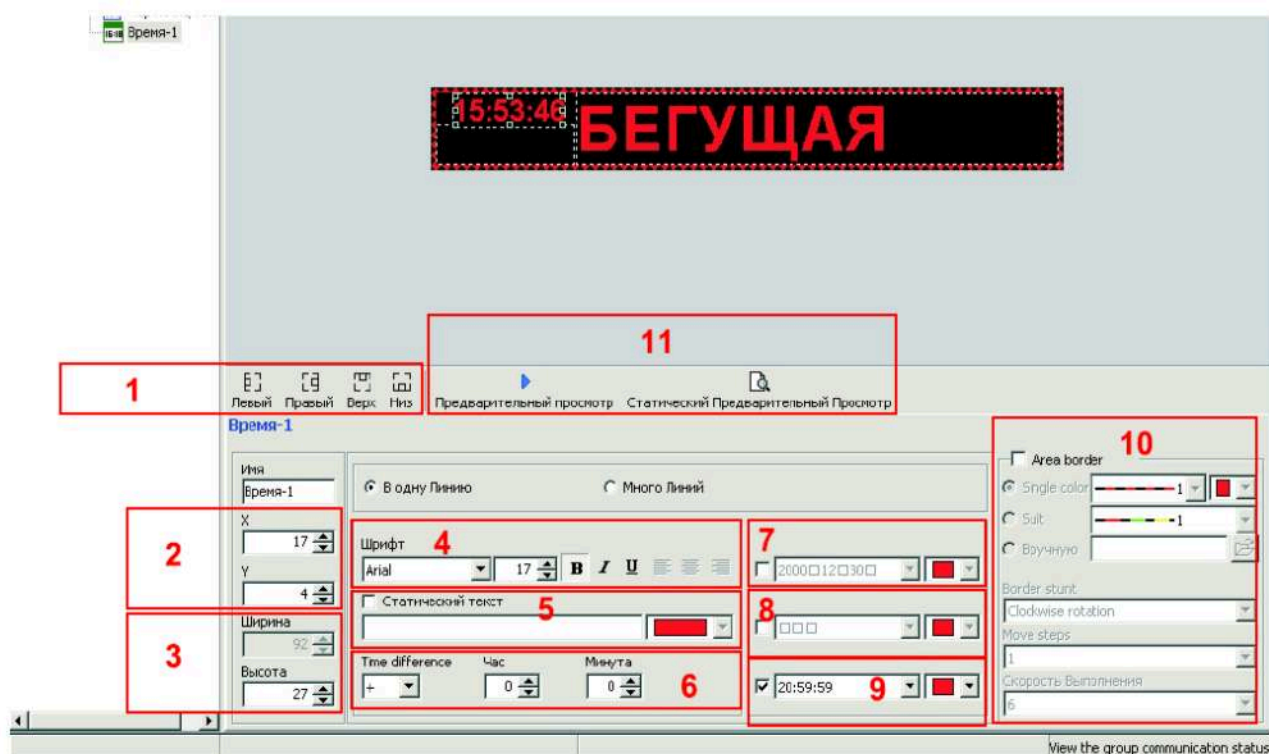 Время-1
15:53:46
БЕГУЩАЯ
11
1
Левый Правый Верх Низ
Предварительный просмотр Статический Предварительный Просмотр
Время-1
10
Area border
Имя
Время-1
В одну Линию Много Линий
Single color 1
Suit 1
Вручную
2
X
17
Y
4
4
Шрифт
Arial 17 B I U
7
2000□12□30□
5
Статический текст
8
□□□
Border stunt
Clockwise rotation
3
Ширина
92
Высота
27
Time difference Час Минута
+ 0 0
6
20:59:59
9
Move steps
1
Скорость Выполнения
6
View the group communication status